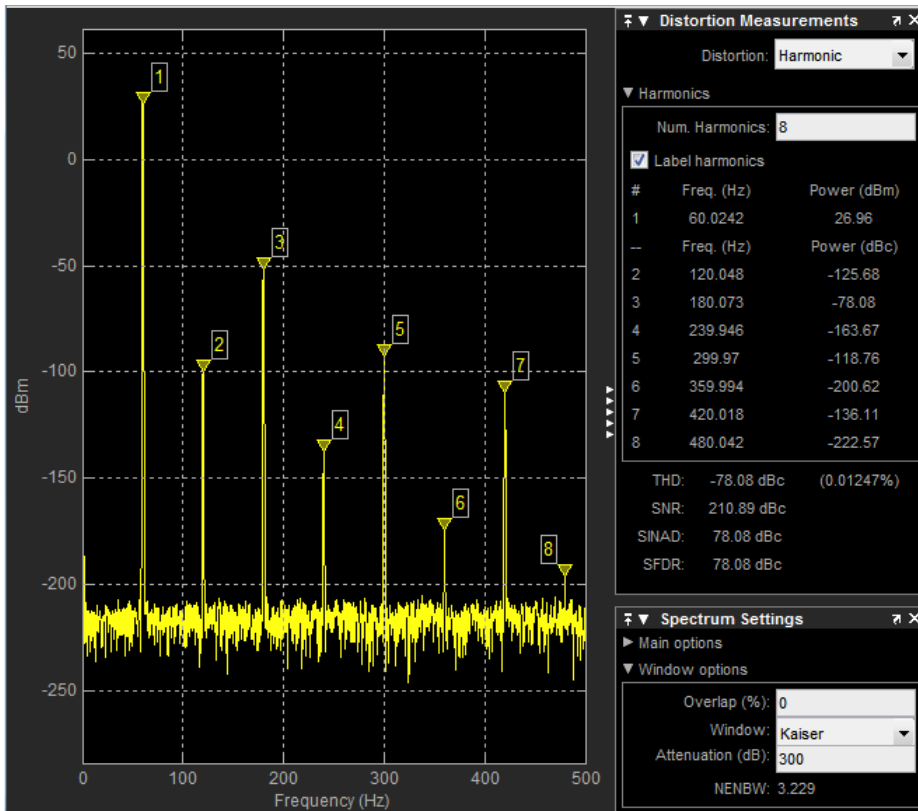 50
0
-50
-100
-150
-200
-250
dBm
0 100 200 300 400 500
Frequency (Hz)
1
2
3
4
5
6
7
8
Distortion Measurements
Distortion: Harmonic
Harmonics
Num. Harmonics: 8
Label harmonics
# Freq. (Hz) Power (dBm)
1 60.0242 26.96
-- Freq. (Hz) Power (dBc)
2 120.048 -125.68
3 180.073 -78.08
4 239.946 -163.67
5 299.97 -118.76
6 359.994 -200.62
7 420.018 -136.11
8 480.042 -222.57
THD: -78.08 dBc (0.01247%)
SNR: 210.89 dBc
SINAD: 78.08 dBc
SFDR: 78.08 dBc
Spectrum Settings
Main options
Window options
Overlap (%): 0
Window: Kaiser
Attenuation (dB): 300
NENBW: 3.229